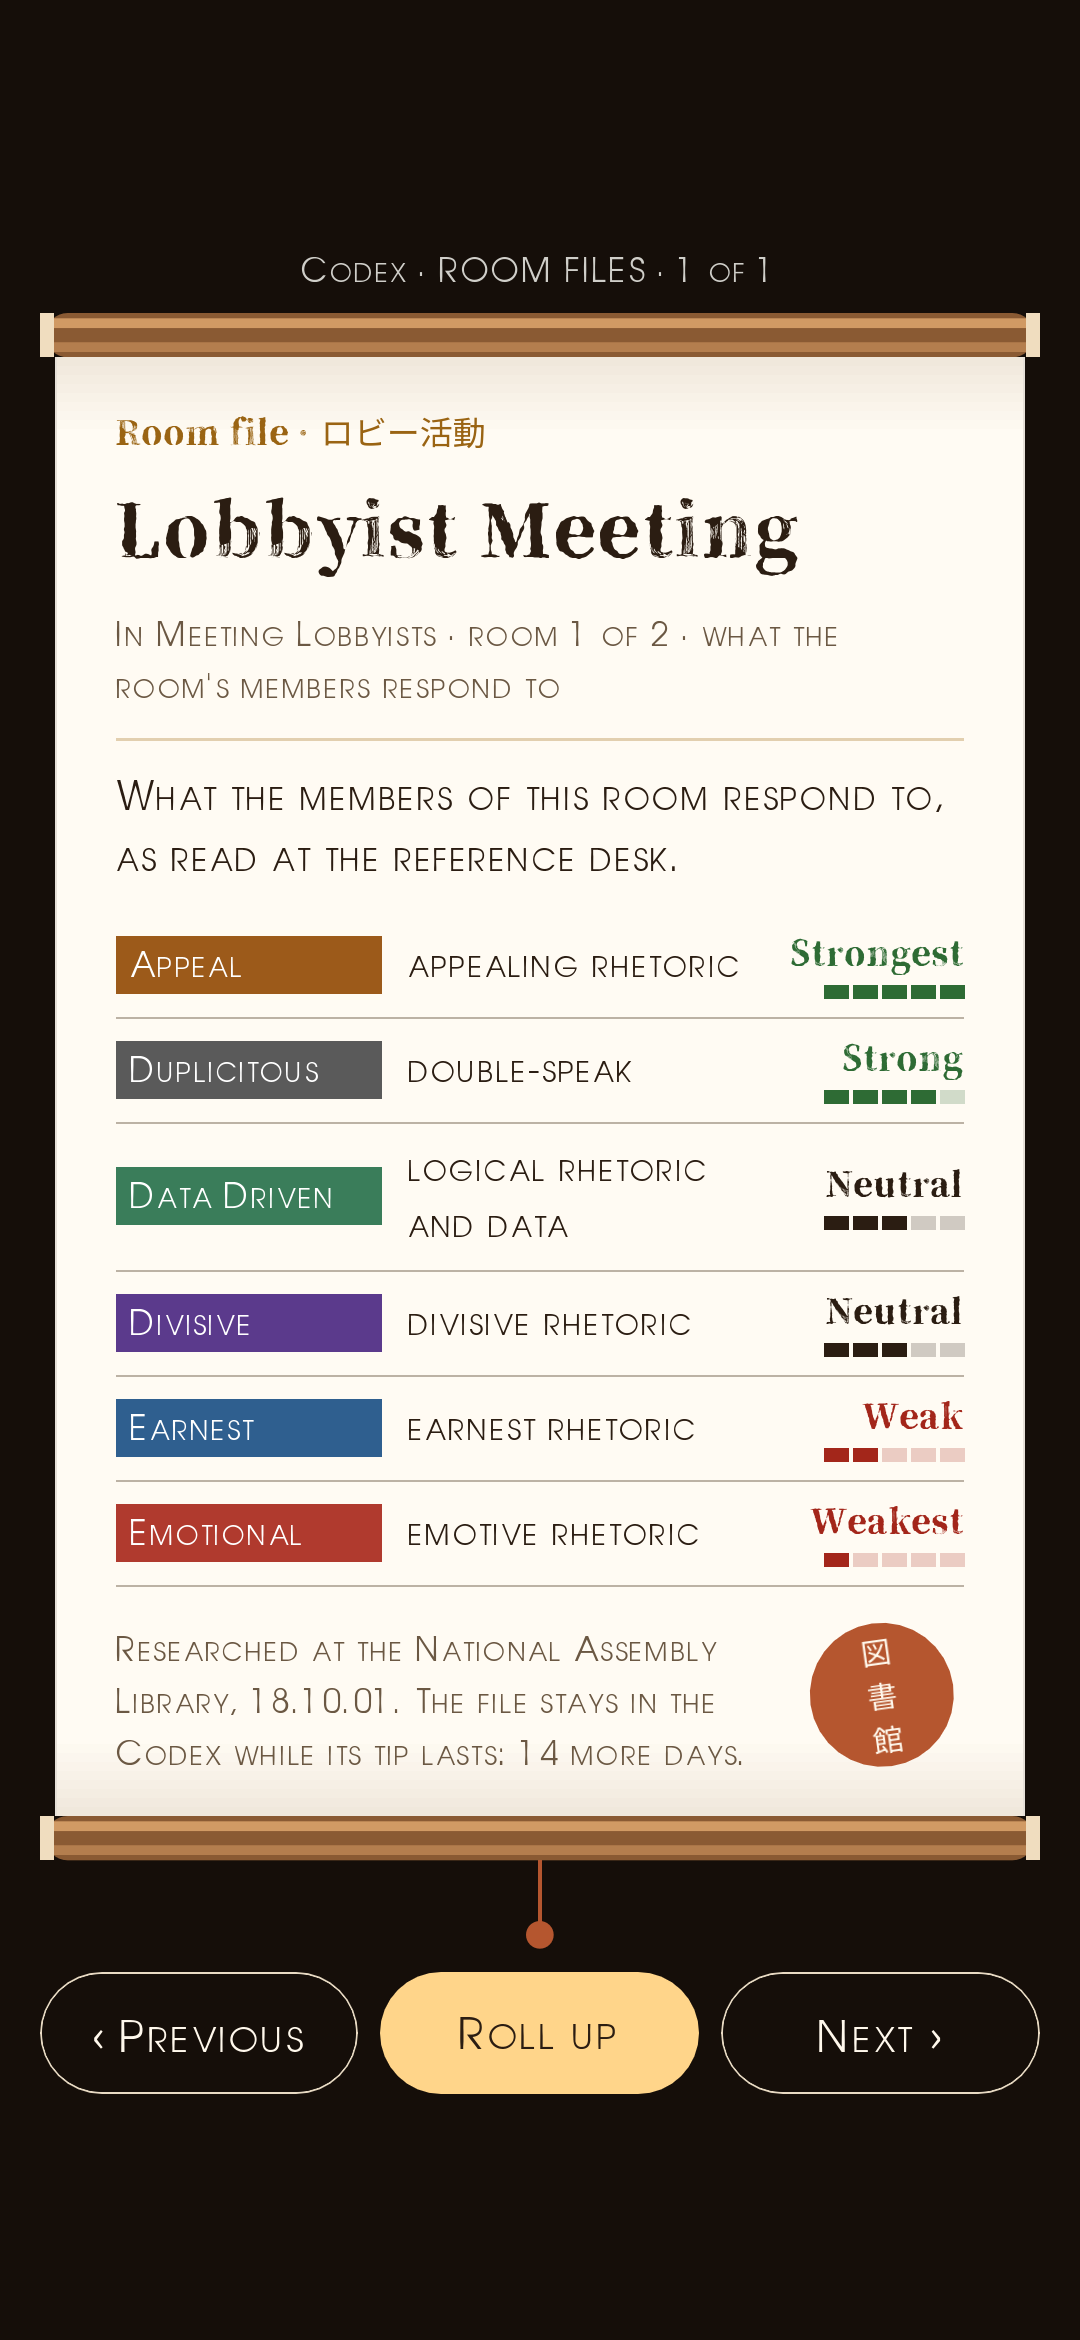 Codex · ROOM FILES · 1 of 1
Room file · ロビー活動
Lobbyist Meeting
In Meeting Lobbyists · room 1 of 2 · what the
room's members respond to
What the members of this room respond to,
as read at the reference desk.
Appeal appealing rhetoric Strongest
Duplicitous double-speak Strong
Data Driven logical rhetoric and data Neutral
Divisive divisive rhetoric Neutral
Earnest earnest rhetoric Weak
Emotional emotive rhetoric Weakest
Researched at the National Assembly
Library, 18.10.01. The file stays in the
Codex while its tip lasts: 14 more days.
図書館
‹ Previous
Roll up
Next ›